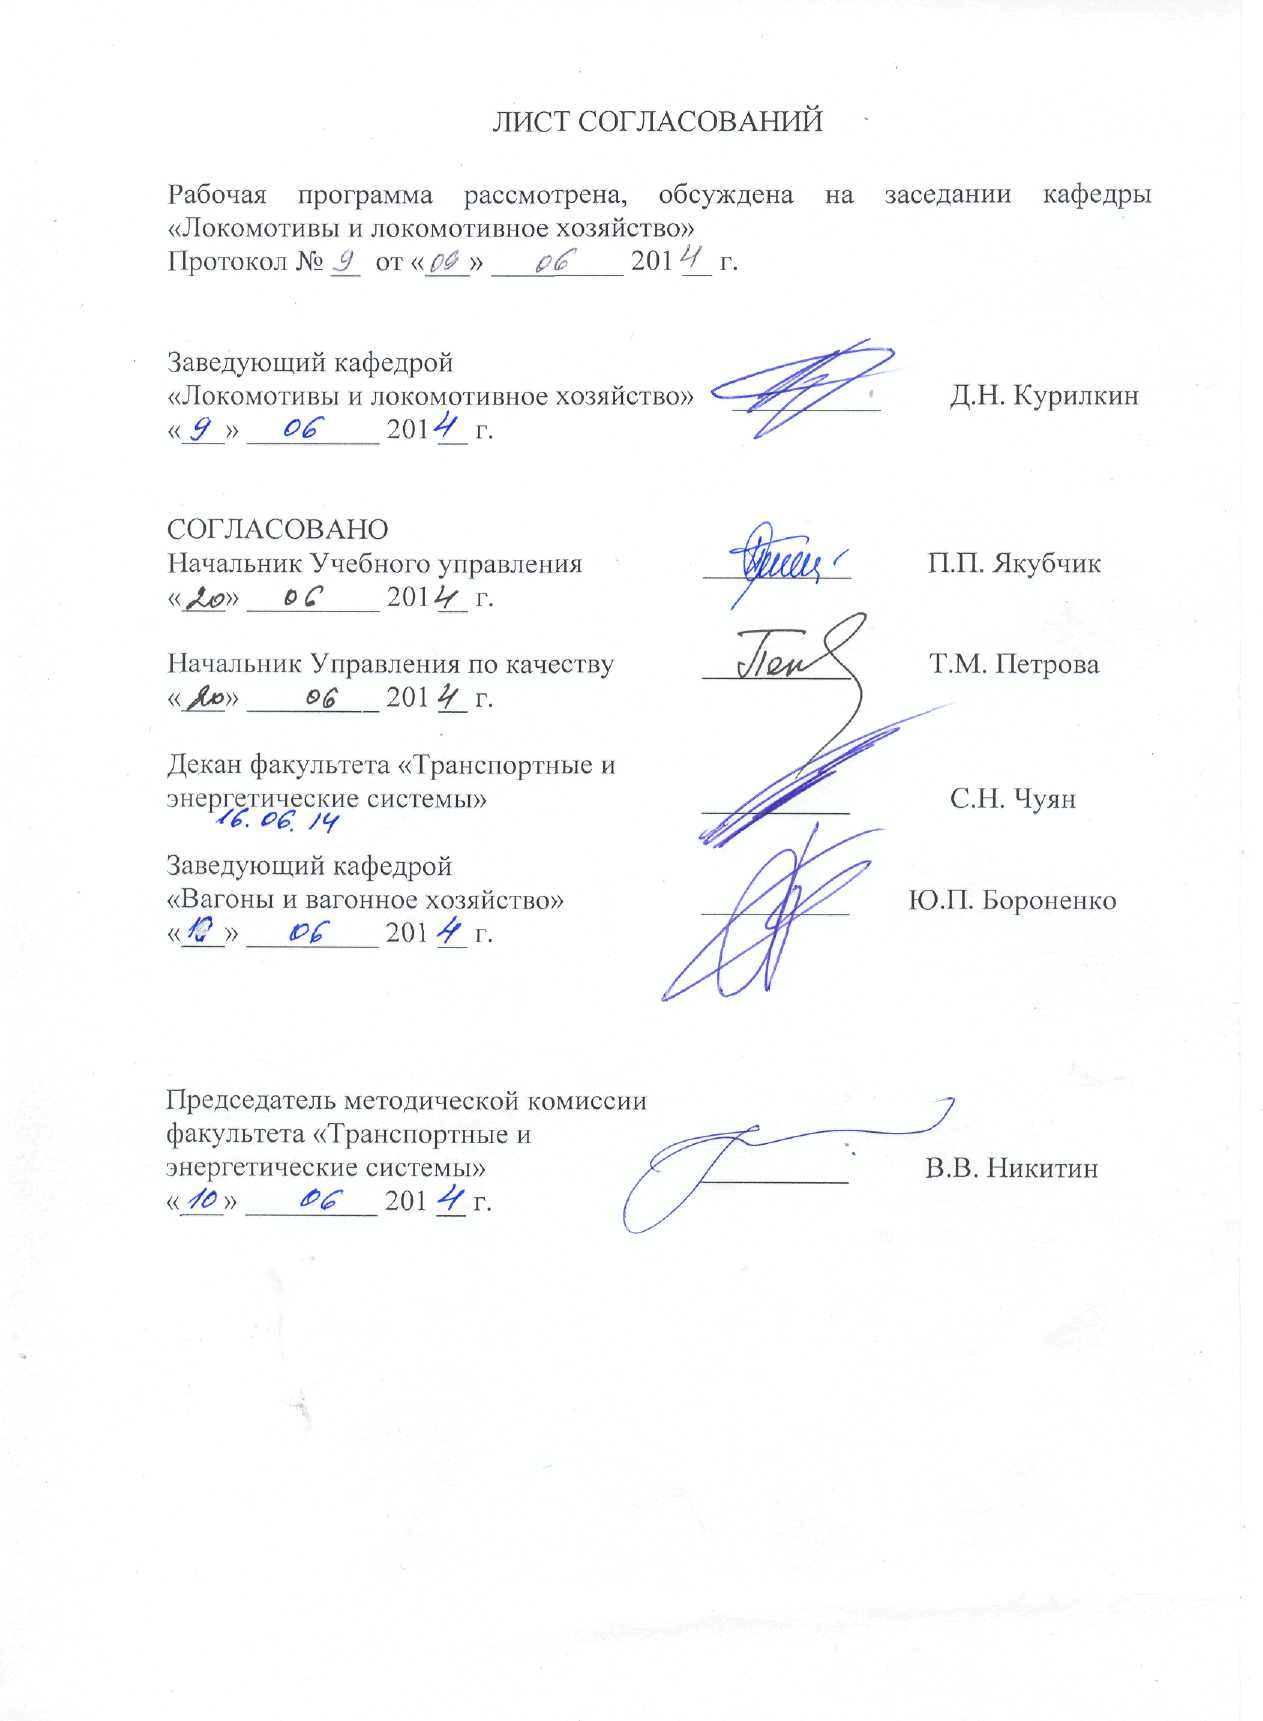 ЛИСТ СОГЛАСОВАНИЙ
Рабочая программа рассмотрена, обсуждена на заседании кафедры
«Локомотивы и локомотивное хозяйство»
Протокол № 9 от «09» 06 2014 г.
Заведующий кафедрой
«Локомотивы и локомотивное хозяйство» Д.Н. Курилкин
«9» 06 2014 г.
СОГЛАСОВАНО
Начальник Учебного управления П.П. Якубчик
«20» 06 2014 г.
Начальник Управления по качеству Т.М. Петрова
«20» 06 2014 г.
Декан факультета «Транспортные и
энергетические системы» С.Н. Чуян
16.06.14
Заведующий кафедрой
«Вагоны и вагонное хозяйство» Ю.П. Бороненко
«» 06 2014 г.
Председатель методической комиссии
факультета «Транспортные и
энергетические системы» В.В. Никитин
«10» 06 2014 г.